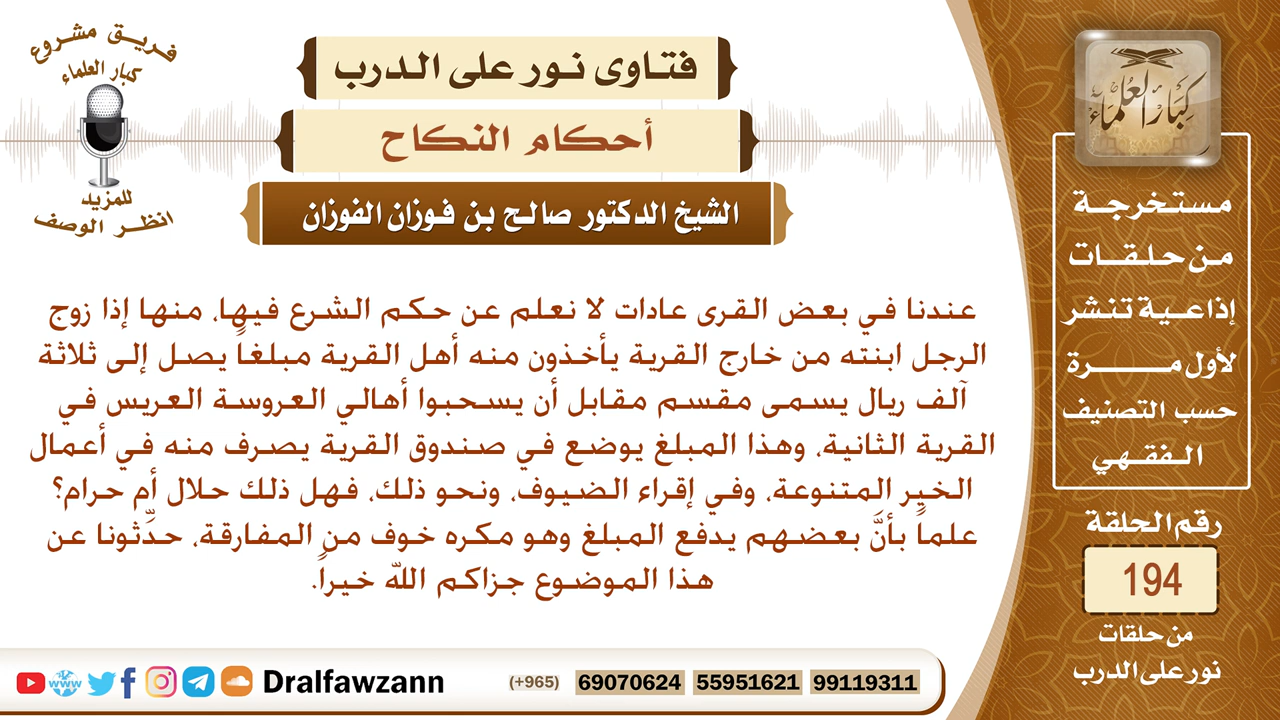 فتاوى نور على الدرب
أحكام النكاح
الشيخ الدكتور صالح بن فوزان الفوزان
فريق مشروع
كبار العلماء
للمزيد
انظر الوصف
عندنا في بعض القرى عادات لا نعلم عن حكم الشرع فيها، منها إذا زوج
الرجل ابنته من خارج القرية يأخذون منه أهل القرية مبلغاً يصل إلى ثلاثة
آلف ريال يسمى مقسم مقابل أن يسحبوا أهالي العروسة العريس في
القرية الثانية، وهذا المبلغ يوضع في صندوق القرية يصرف منه في أعمال
الخير المتنوعة، وفي إقراء الضيوف، ونحو ذلك، فهل ذلك حلال أم حرام؟
علماً بأنَّ بعضهم يدفع المبلغ وهو مكره خوف من المفارقة، حدِّثونا عن
هذا الموضوع جزاكم الله خيراً.
كبار العلماء
مستخرجة
من حلقات
إذاعية تنشر
لأول مرة
حسب التصنيف
الفقهي
رقم الحلقة
194
من حلقات
نور على الدرب
www Dralfawzann (+965) 69070624 55951621 99119311